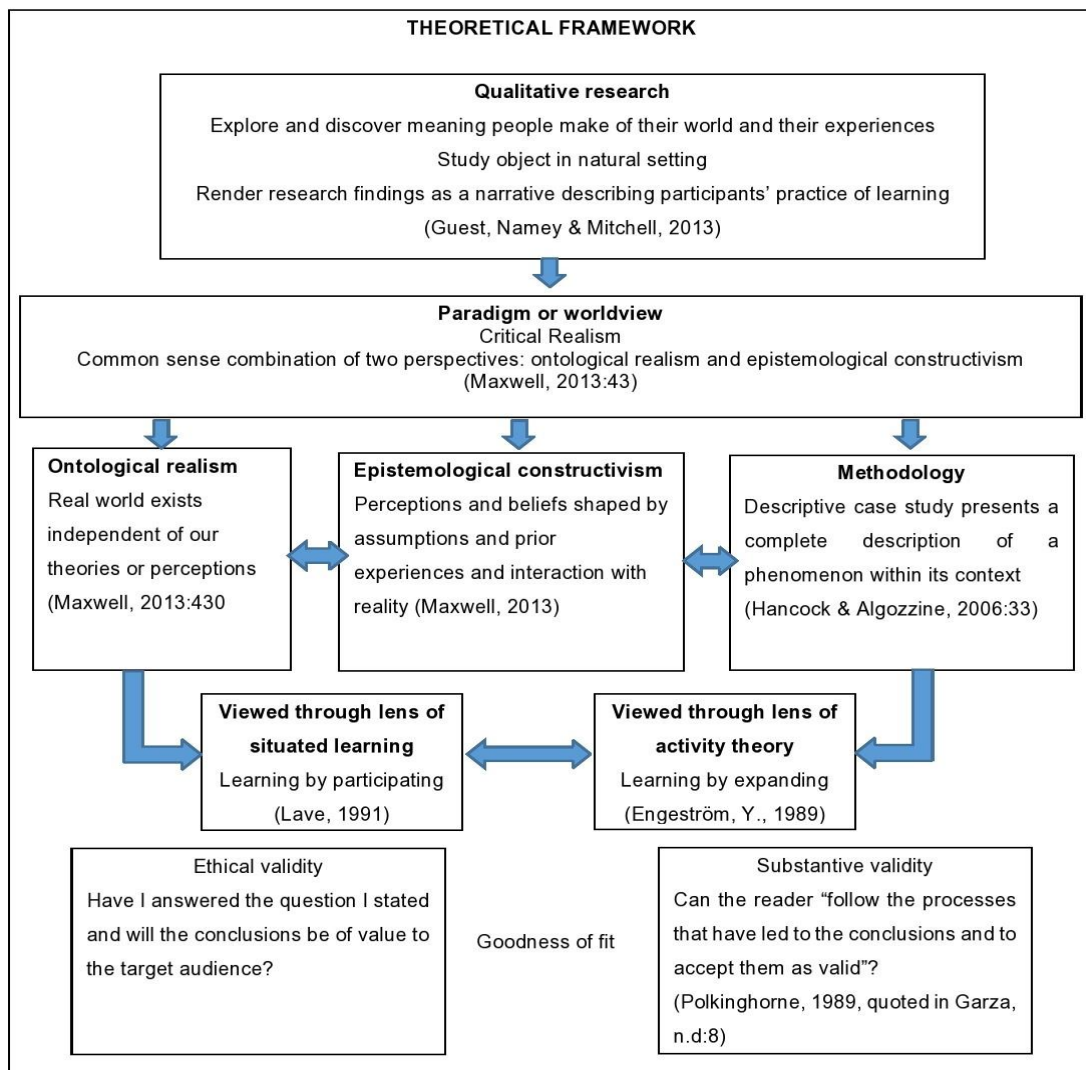 THEORETICAL FRAMEWORK
Qualitative research
Explore and discover meaning people make of their world and their experiences
Study object in natural setting
Render research findings as a narrative describing participants’ practice of learning
(Guest, Namey & Mitchell, 2013)
Paradigm or worldview
Critical Realism
Common sense combination of two perspectives: ontological realism and epistemological constructivism
(Maxwell, 2013:43)
Ontological realism
Real world exists
independent of our
theories or perceptions
(Maxwell, 2013:430
Epistemological constructivism
Perceptions and beliefs shaped by
assumptions and prior
experiences and interaction with
reality (Maxwell, 2013)
Methodology
Descriptive case study presents a
complete description of a
phenomenon within its context
(Hancock & Algozzine, 2006:33)
Viewed through lens of
situated learning
Learning by participating
(Lave, 1991)
Viewed through lens of
activity theory
Learning by expanding
(Engeström, Y., 1989)
Ethical validity
Have I answered the question I stated
and will the conclusions be of value to
the target audience?
Goodness of fit
Substantive validity
Can the reader “follow the processes
that have led to the conclusions and to
accept them as valid”?
(Polkinghorne, 1989, quoted in Garza,
n.d:8)